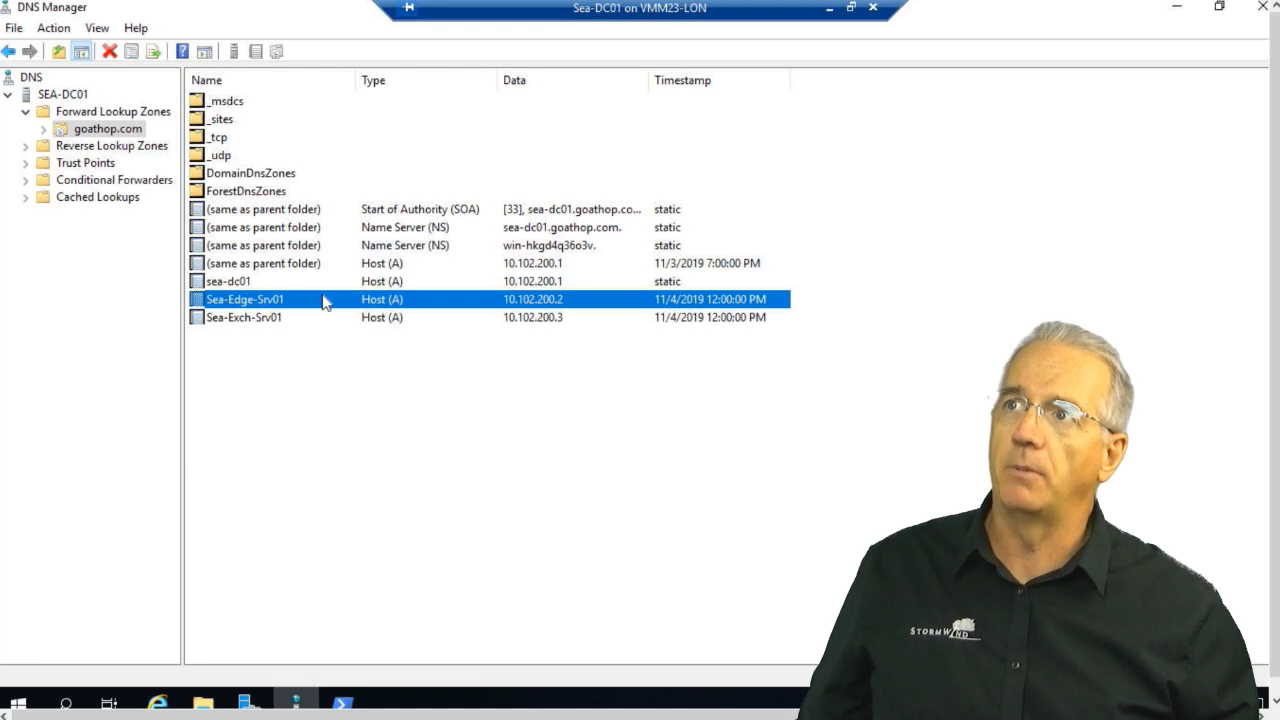 DNS Manager
Sea-DC01 on VMM23-LON
File Action View Help
DNS
SEA-DC01
Forward Lookup Zones
goathop.com
Reverse Lookup Zones
Trust Points
Conditional Forwarders
Cached Lookups
Name Type Data Timestamp
_msdcs
_sites
_tcp
_udp
DomainDnsZones
ForestDnsZones
(same as parent folder) Start of Authority (SOA) [33], sea-dc01.goathop.co... static
(same as parent folder) Name Server (NS) sea-dc01.goathop.com. static
(same as parent folder) Name Server (NS) win-hkgd4q36o3v. static
(same as parent folder) Host (A) 10.102.200.1 11/3/2019 7:00:00 PM
sea-dc01 Host (A) 10.102.200.1 static
Sea-Edge-Srv01 Host (A) 10.102.200.2 11/4/2019 12:00:00 PM
Sea-Exch-Srv01 Host (A) 10.102.200.3 11/4/2019 12:00:00 PM
STORMWIND